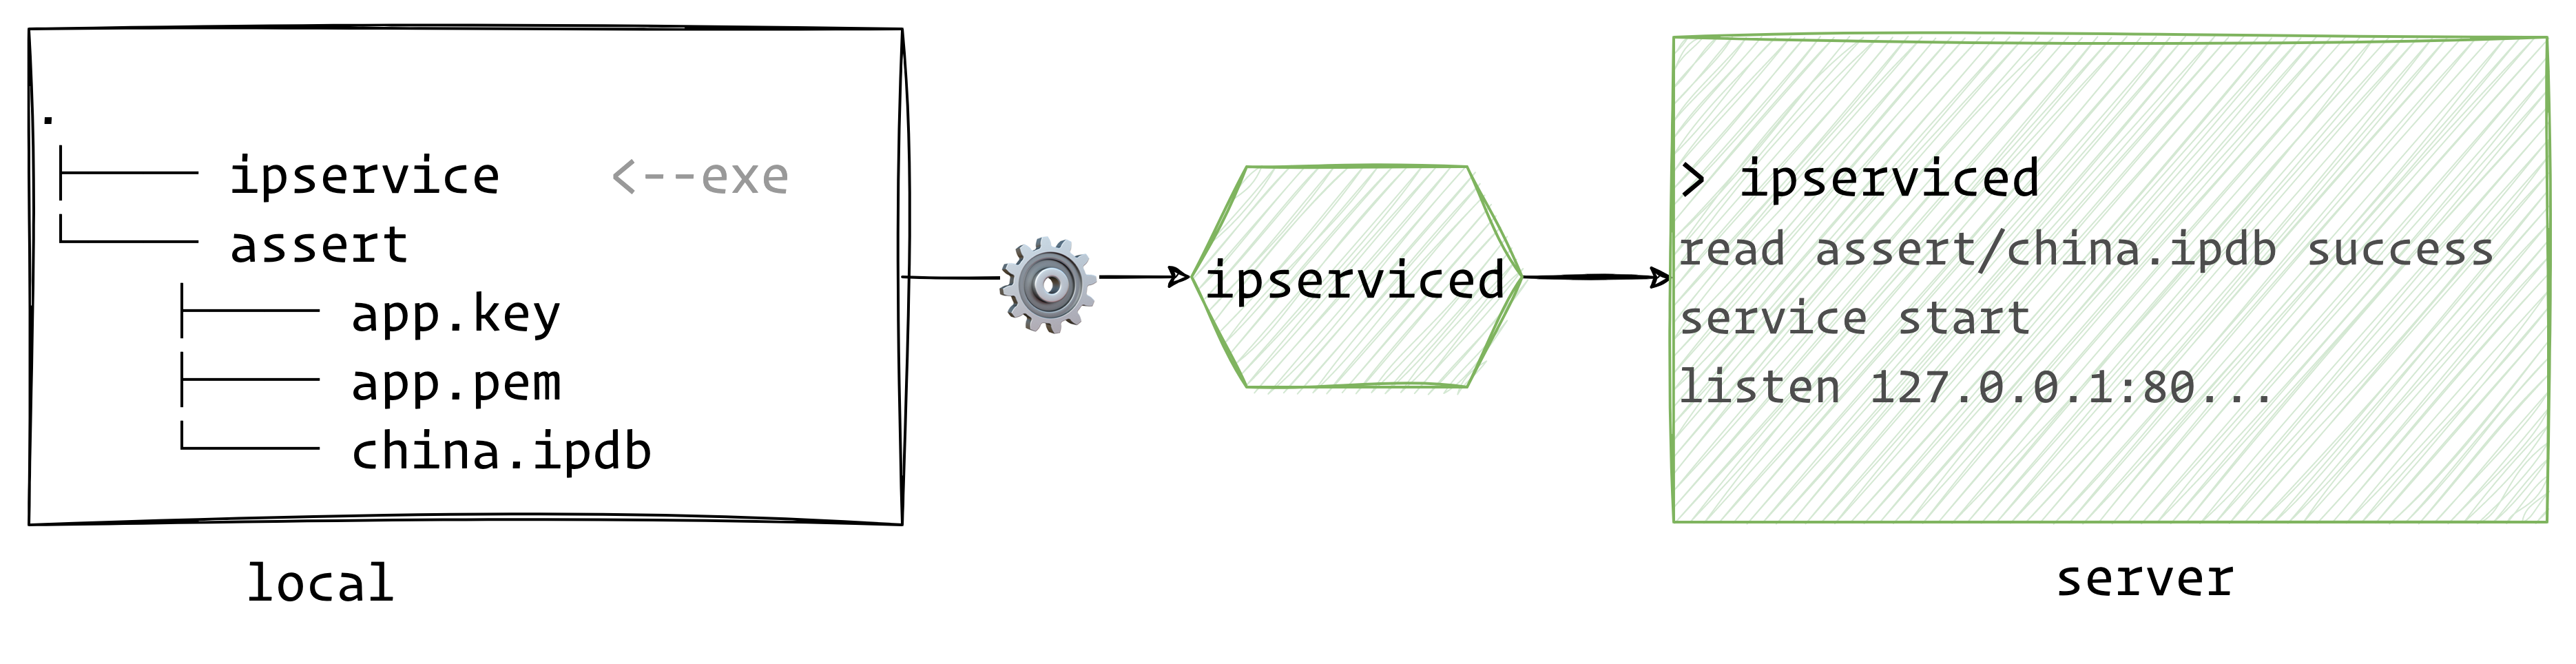 .
ipservice <--exe
assert
app.key
app.pem
china.ipdb
local
ipserviced
> ipserviced
read assert/china.ipdb success
service start
listen 127.0.0.1:80...
server